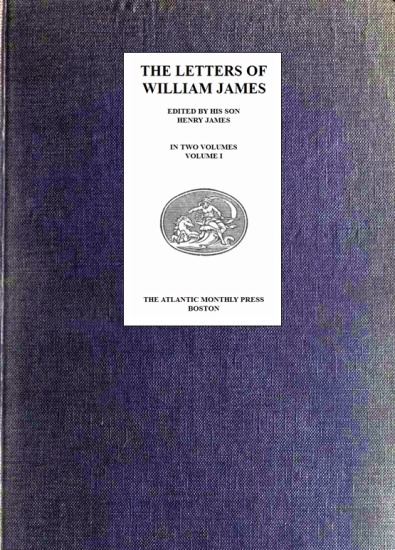 THE LETTERS OF
WILLIAM JAMES
EDITED BY HIS SON
HENRY JAMES
IN TWO VOLUMES
VOLUME I
THE ATLANTIC MONTHLY PRESS
BOSTON